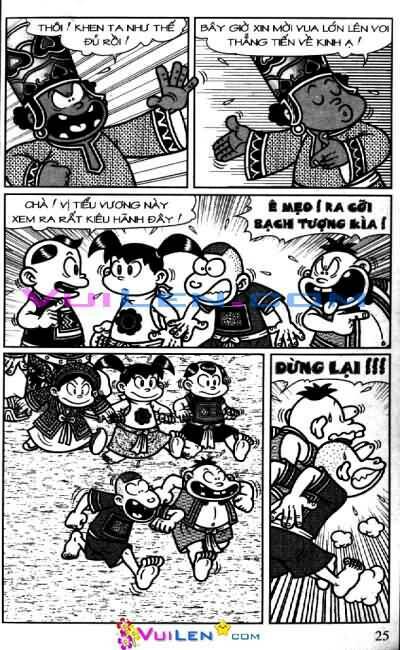 THÔI! KHEN TA NHƯ THẾ
ĐỦ RỒI!
BÂY GIỜ XIN MỜI VUA LỚN LÊN VOI
THẲNG TIẾN VỀ KINH Ạ!
CHÀ! VỊ TIỂU VƯƠNG NÀY
XEM RA RẤT KIÊU HÃNH ĐÂY!
Ê MẸO! RA CỠI
BẠCH TƯỢNG KÌA!
VuiLen.com
DỪNG LẠI!!!
25
VuiLen.com